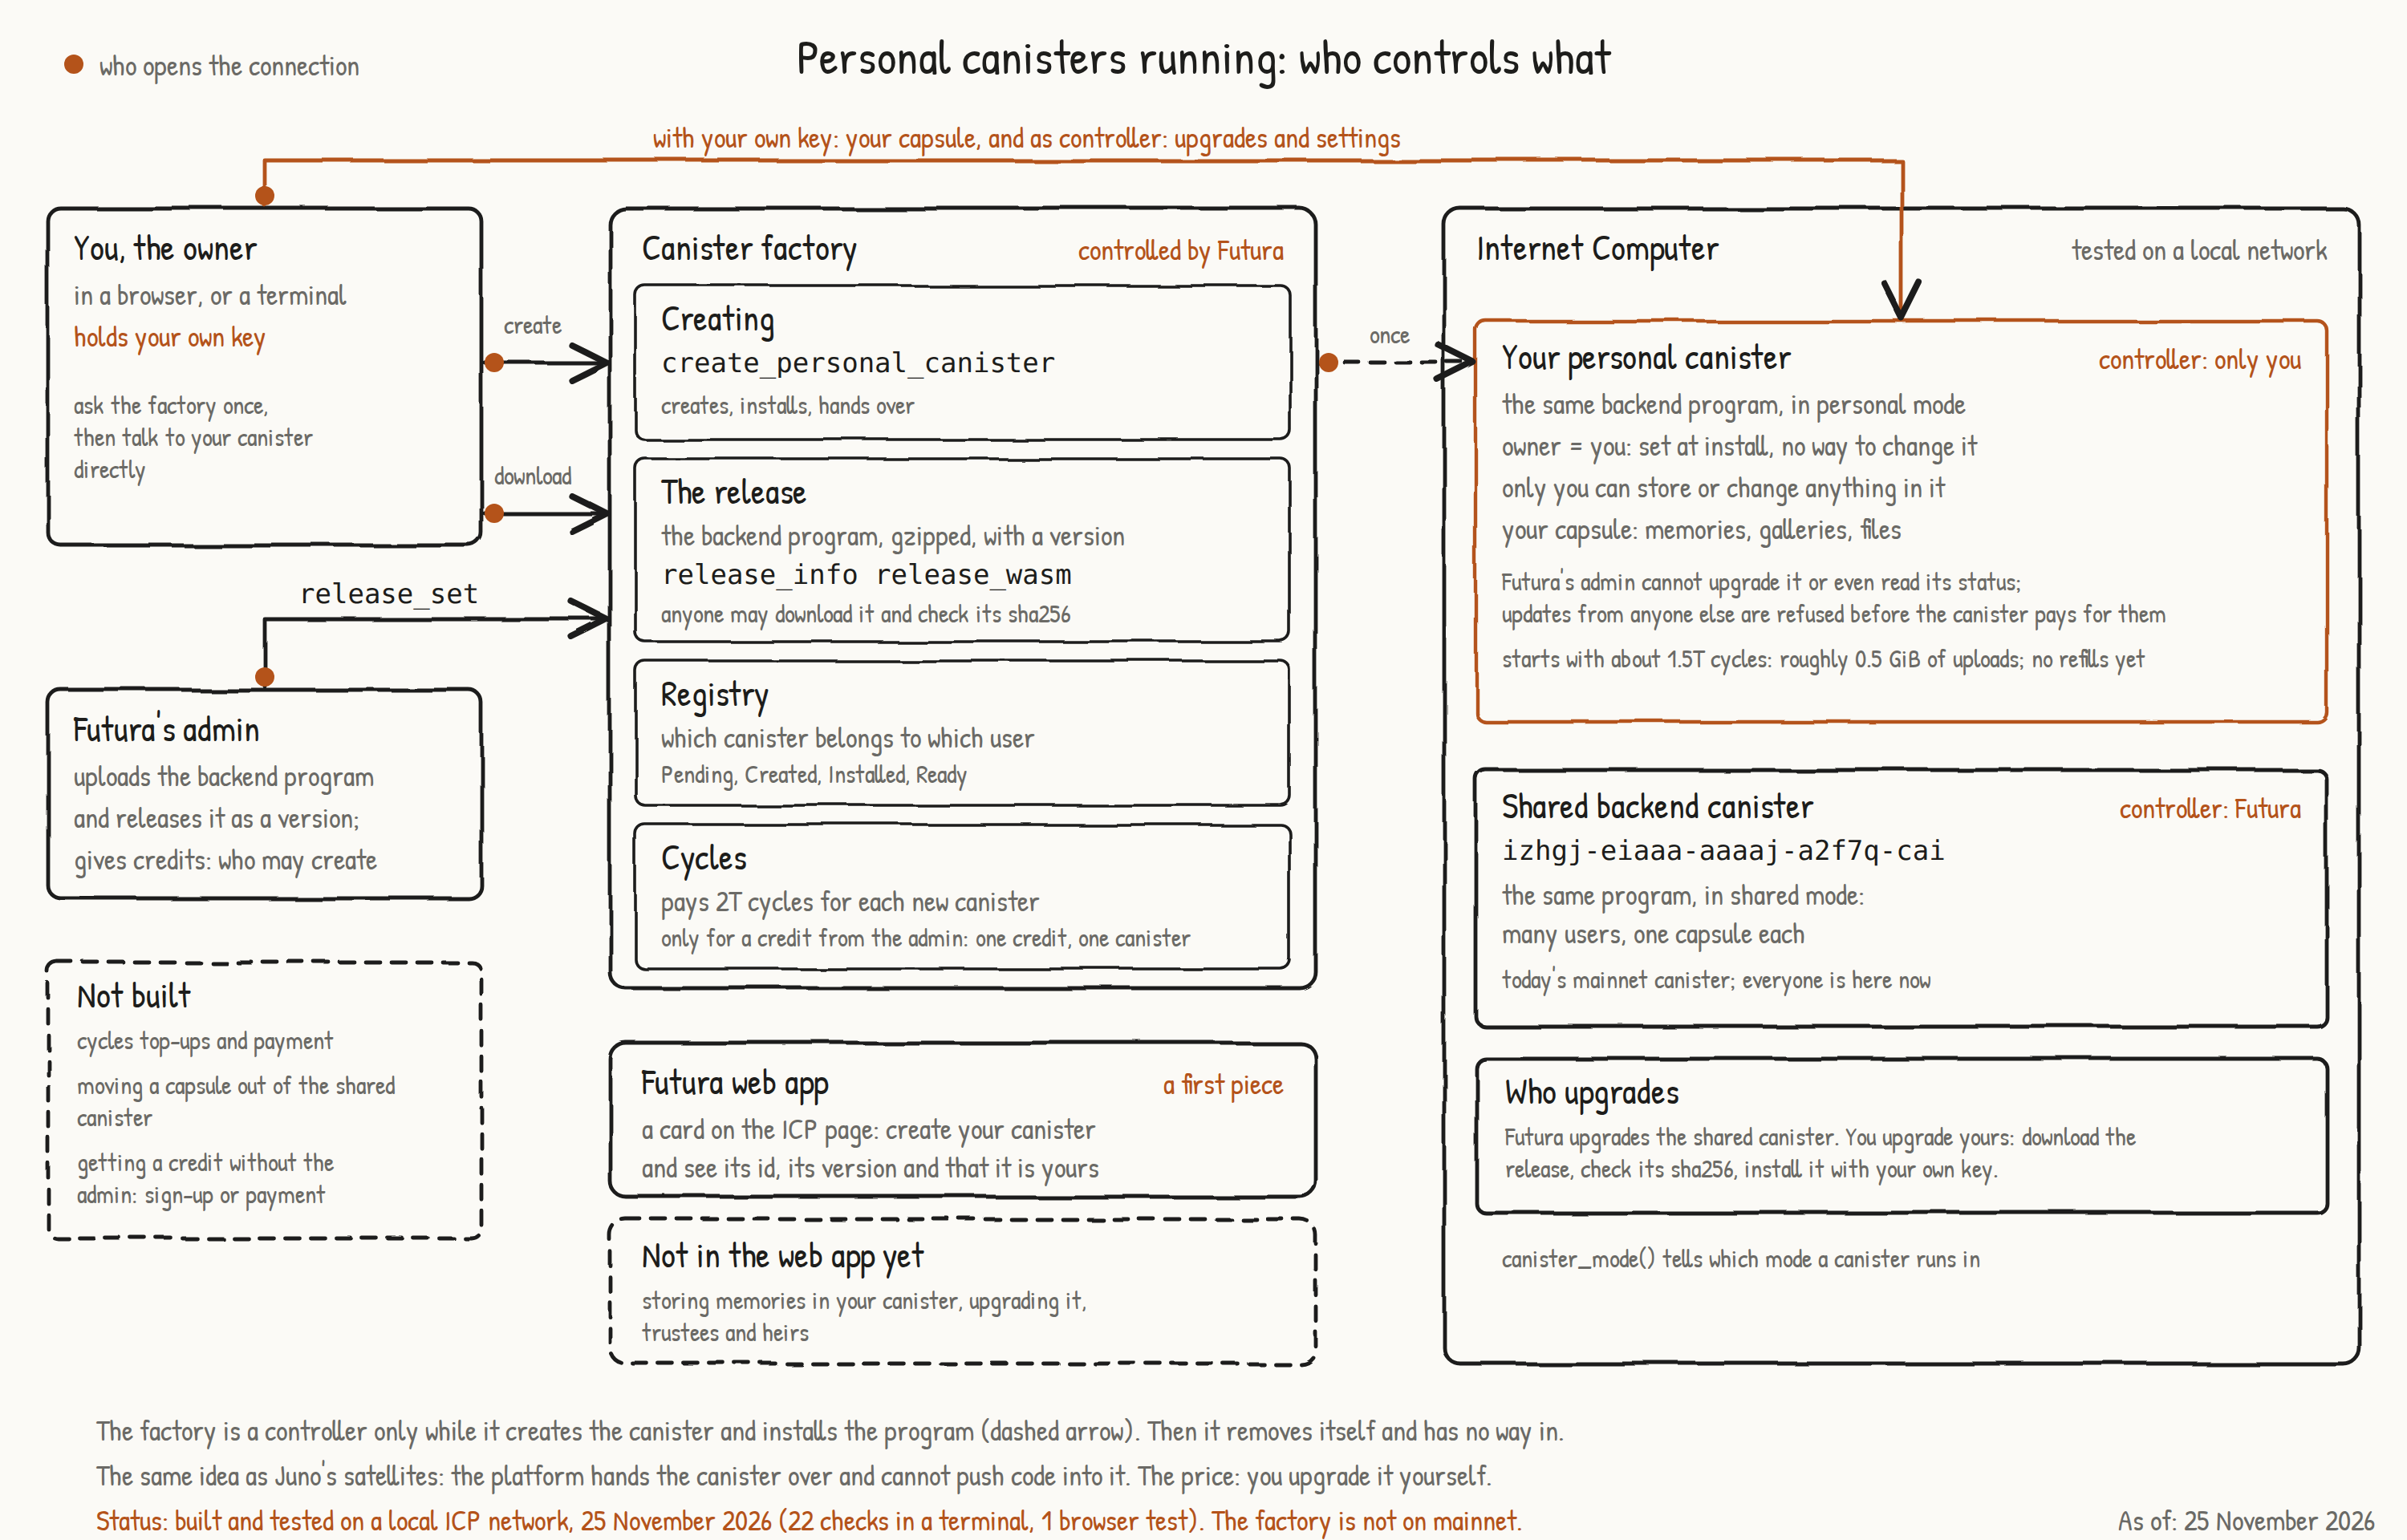 who opens the connection
Personal canisters running: who controls what
with your own key: your capsule, and as controller: upgrades and settings
You, the owner
in a browser, or a terminal
holds your own key
ask the factory once,
then talk to your canister
directly
create
download
release_set
Futura's admin
uploads the backend program
and releases it as a version;
gives credits: who may create
Not built
cycles top-ups and payment
moving a capsule out of the shared
canister
getting a credit without the
admin: sign-up or payment
Canister factory
controlled by Futura
Creating
create_personal_canister
creates, installs, hands over
The release
the backend program, gzipped, with a version
release_info release_wasm
anyone may download it and check its sha256
Registry
which canister belongs to which user
Pending, Created, Installed, Ready
Cycles
pays 2T cycles for each new canister
only for a credit from the admin: one credit, one canister
Futura web app
a first piece
a card on the ICP page: create your canister
and see its id, its version and that it is yours
Not in the web app yet
storing memories in your canister, upgrading it,
trustees and heirs
once
Internet Computer
tested on a local network
Your personal canister
controller: only you
the same backend program, in personal mode
owner = you: set at install, no way to change it
only you can store or change anything in it
your capsule: memories, galleries, files
Futura's admin cannot upgrade it or even read its status;
updates from anyone else are refused before the canister pays for them
starts with about 1.5T cycles: roughly 0.5 GiB of uploads; no refills yet
Shared backend canister
controller: Futura
izhgj-eiaaa-aaaaj-a2f7q-cai
the same program, in shared mode:
many users, one capsule each
today's mainnet canister; everyone is here now
Who upgrades
Futura upgrades the shared canister. You upgrade yours: download the
release, check its sha256, install it with your own key.
canister_mode() tells which mode a canister runs in
The factory is a controller only while it creates the canister and installs the program (dashed arrow). Then it removes itself and has no way in.
The same idea as Juno's satellites: the platform hands the canister over and cannot push code into it. The price: you upgrade it yourself.
Status: built and tested on a local ICP network, 25 November 2026 (22 checks in a terminal, 1 browser test). The factory is not on mainnet.
As of: 25 November 2026